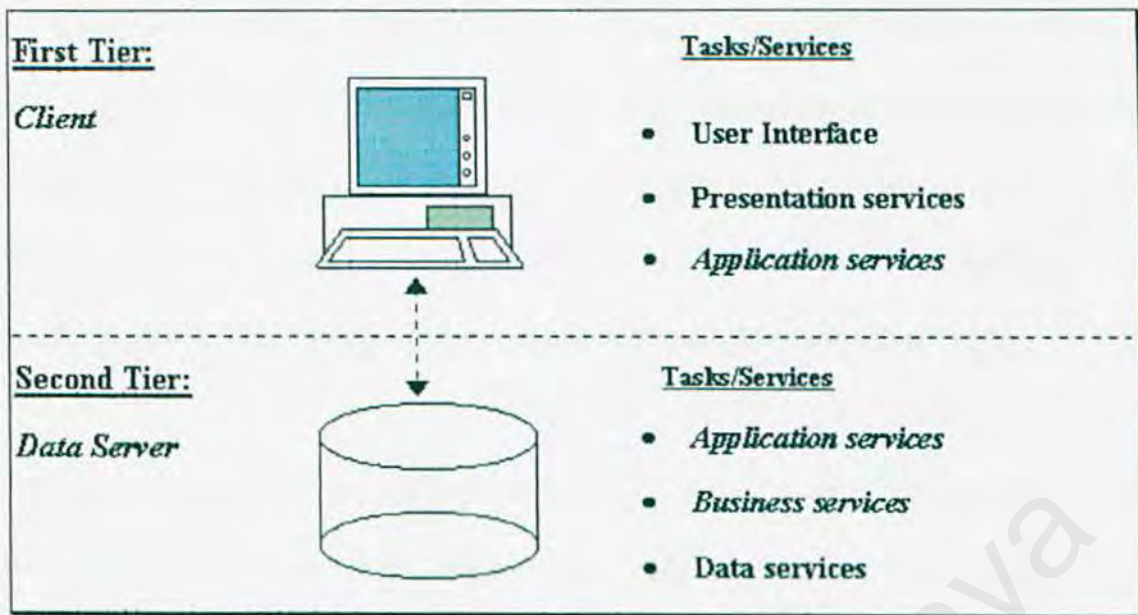 First Tier:
Client
Tasks/Services
• User Interface
• Presentation services
• Application services
Second Tier:
Data Server
Tasks/Services
• Application services
• Business services
• Data services